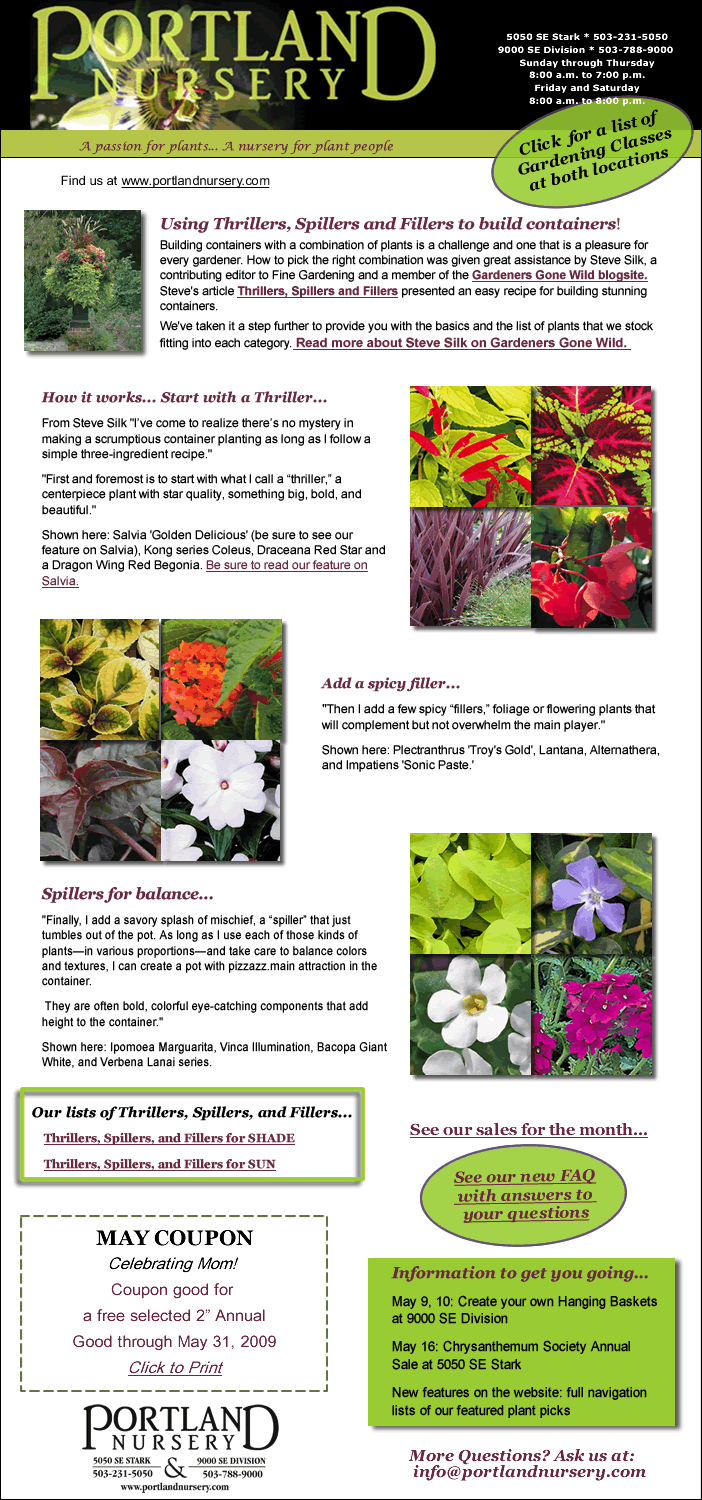 PORTLAND
NURSERY
5050 SE Stark * 503-231-5050
9000 SE Division * 503-788-9000
Sunday through Thursday
8:00 a.m. to 7:00 p.m.
Friday and Saturday
8:00 a.m. to 8:00 p.m.
A passion for plants... A nursery for plant people
Click for a list of
Gardening Classes
at both locations
Find us at www.portlandnursery.com
Using Thrillers, Spillers and Fillers to build containers!
Building containers with a combination of plants is a challenge and one that is a pleasure for
every gardener. How to pick the right combination was given great assistance by Steve Silk, a
contributing editor to Fine Gardening and a member of the Gardeners Gone Wild blogsite.
Steve's article Thrillers, Spillers and Fillers presented an easy recipe for building stunning
containers.
We've taken it a step further to provide you with the basics and the list of plants that we stock
fitting into each category. Read more about Steve Silk on Gardeners Gone Wild.
How it works... Start with a Thriller...
From Steve Silk "I've come to realize there's no mystery in
making a scrumptious container planting as long as I follow a
simple three-ingredient recipe."
"First and foremost is to start with what I call a “thriller,” a
centerpiece plant with star quality, something big, bold, and
beautiful."
Shown here: Salvia 'Golden Delicious' (be sure to see our
feature on Salvia), Kong series Coleus, Draceana Red Star and
a Dragon Wing Red Begonia. Be sure to read our feature on
Salvia.
Add a spicy filler...
"Then I add a few spicy “fillers,” foliage or flowering plants that
will complement but not overwhelm the main player."
Shown here: Plectranthrus 'Troy's Gold', Lantana, Alternathera,
and Impatiens 'Sonic Paste.'
Spillers for balance...
"Finally, I add a savory splash of mischief, a “spiller” that just
tumbles out of the pot. As long as I use each of those kinds of
plants—in various proportions—and take care to balance colors
and textures, I can create a pot with pizzazz.main attraction in the
container.
They are often bold, colorful eye-catching components that add
height to the container."
Shown here: Ipomoea Marguarita, Vinca Illumination, Bacopa Giant
White, and Verbena Lanai series.
Our lists of Thrillers, Spillers, and Fillers...
Thrillers, Spillers, and Fillers for SHADE
Thrillers, Spillers, and Fillers for SUN
See our sales for the month...
See our new FAQ
with answers to
your questions
MAY COUPON
Celebrating Mom!
Coupon good for
a free selected 2” Annual
Good through May 31, 2009
Click to Print
Information to get you going...
May 9, 10: Create your own Hanging Baskets
at 9000 SE Division
May 16: Chrysanthemum Society Annual
Sale at 5050 SE Stark
New features on the website: full navigation
lists of our featured plant picks
PORTLAND
NURSERY
5050 SE STARK & 9000 SE DIVISION
503-231-5050 503-788-9000
www.portlandnursery.com
More Questions? Ask us at:
info@portlandnursery.com